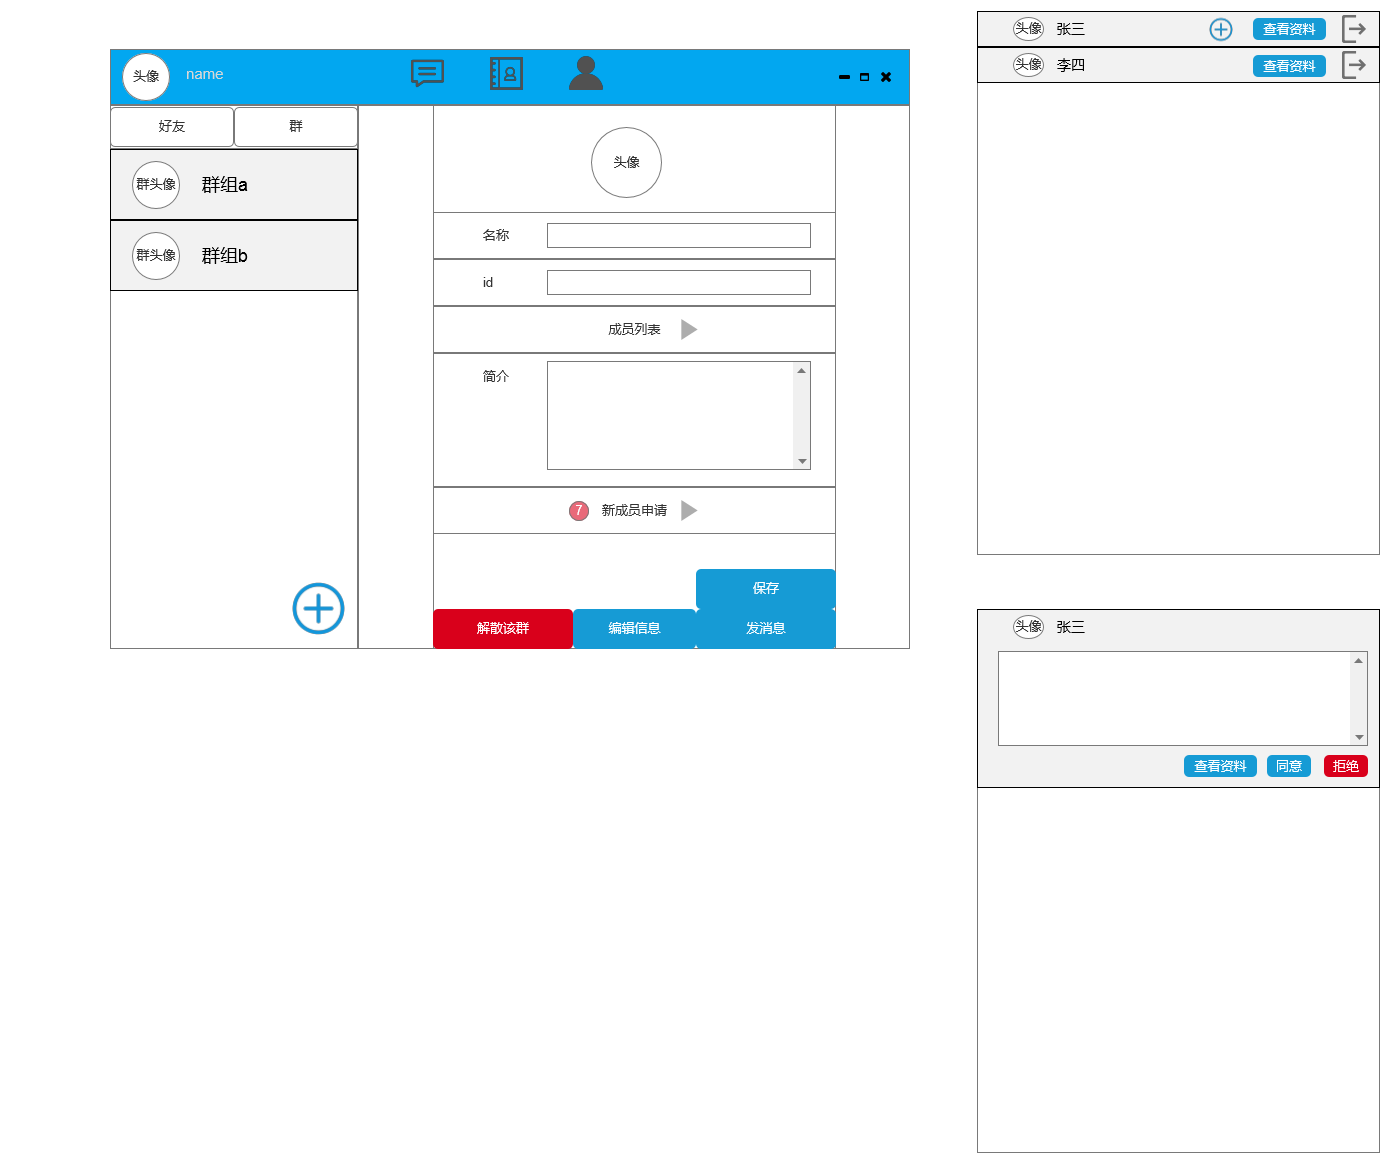 头像 name
好友 群
群头像 群组a
群头像 群组b
头像
名称
id
成员列表
简介
7 新成员申请
保存
解散该群 编辑信息 发消息
头像 张三 查看资料
头像 李四 查看资料
头像 张三
查看资料 同意 拒绝